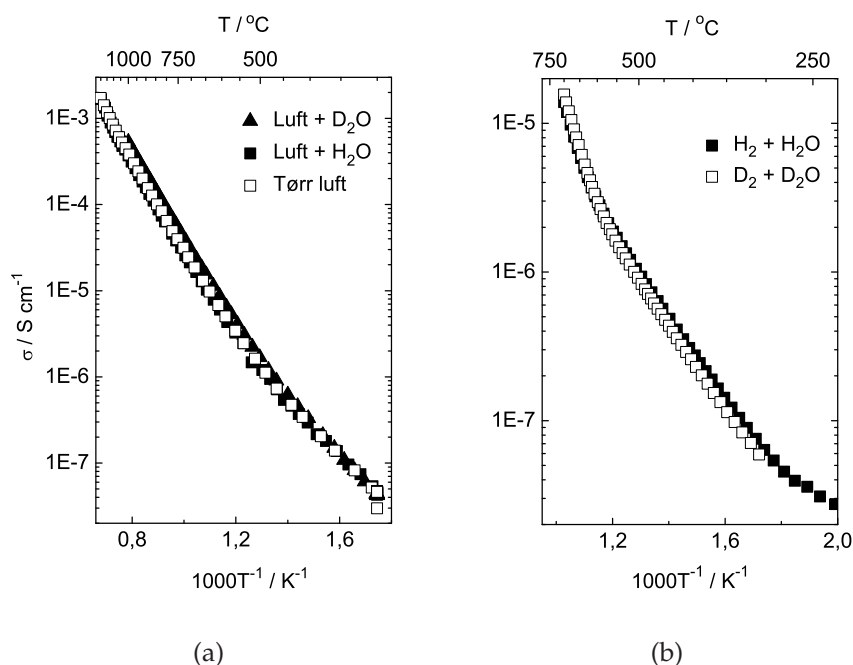 T / °C
1000 750 500
1E-3
1E-4
1E-5
1E-6
1E-7
σ / S cm⁻¹
Luft + D₂O
Luft + H₂O
Tørr luft
0,8 1,2 1,6
1000T⁻¹ / K⁻¹
(a)
T / °C
750 500 250
1E-5
1E-6
1E-7
H₂ + H₂O
D₂ + D₂O
1,2 1,6 2,0
1000T⁻¹ / K⁻¹
(b)